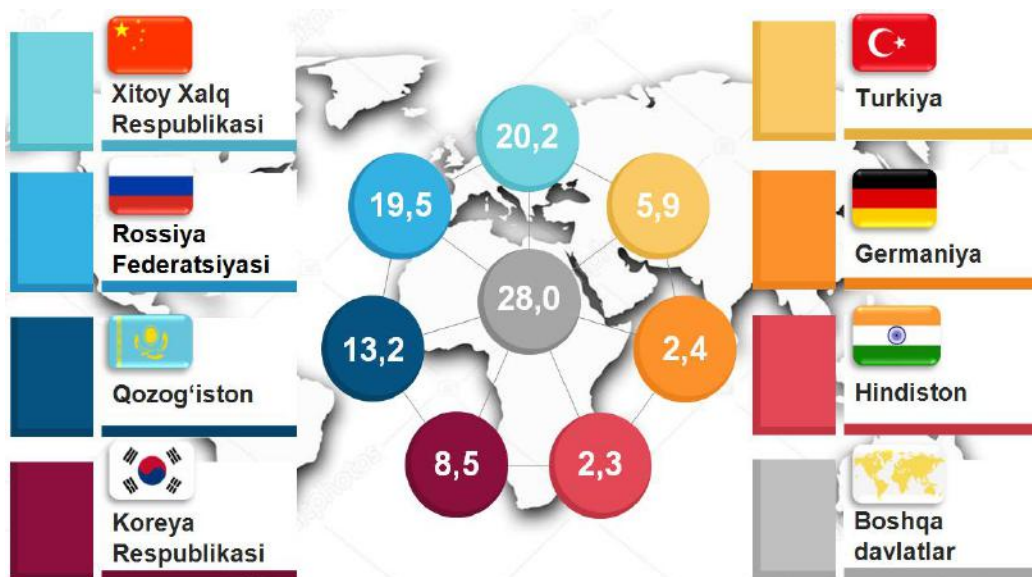 Xitoy Xalq
Respublikasi
Rossiya
Federatsiyasi
Qozog‘iston
Koreya
Respublikasi
20,2
19,5
5,9
28,0
13,2
2,4
8,5
2,3
Turkiya
Germaniya
Hindiston
Boshqa
davlatlar